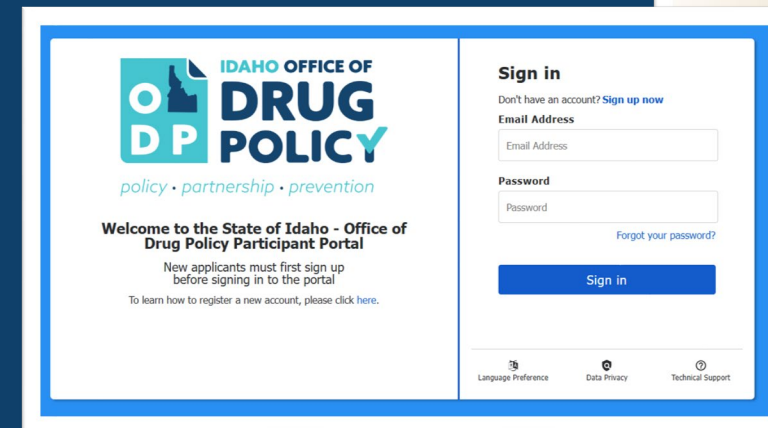 IDAHO OFFICE OF
O
DRUG
D P
POLICY
policy • partnership • prevention
Welcome to the State of Idaho - Office of
Drug Policy Participant Portal
New applicants must first sign up
before signing in to the portal
To learn how to register a new account, please click here.
Sign in
Don't have an account? Sign up now
Email Address
Email Address
Password
Password
Forgot your password?
Sign in
Language Preference
Data Privacy
Technical Support